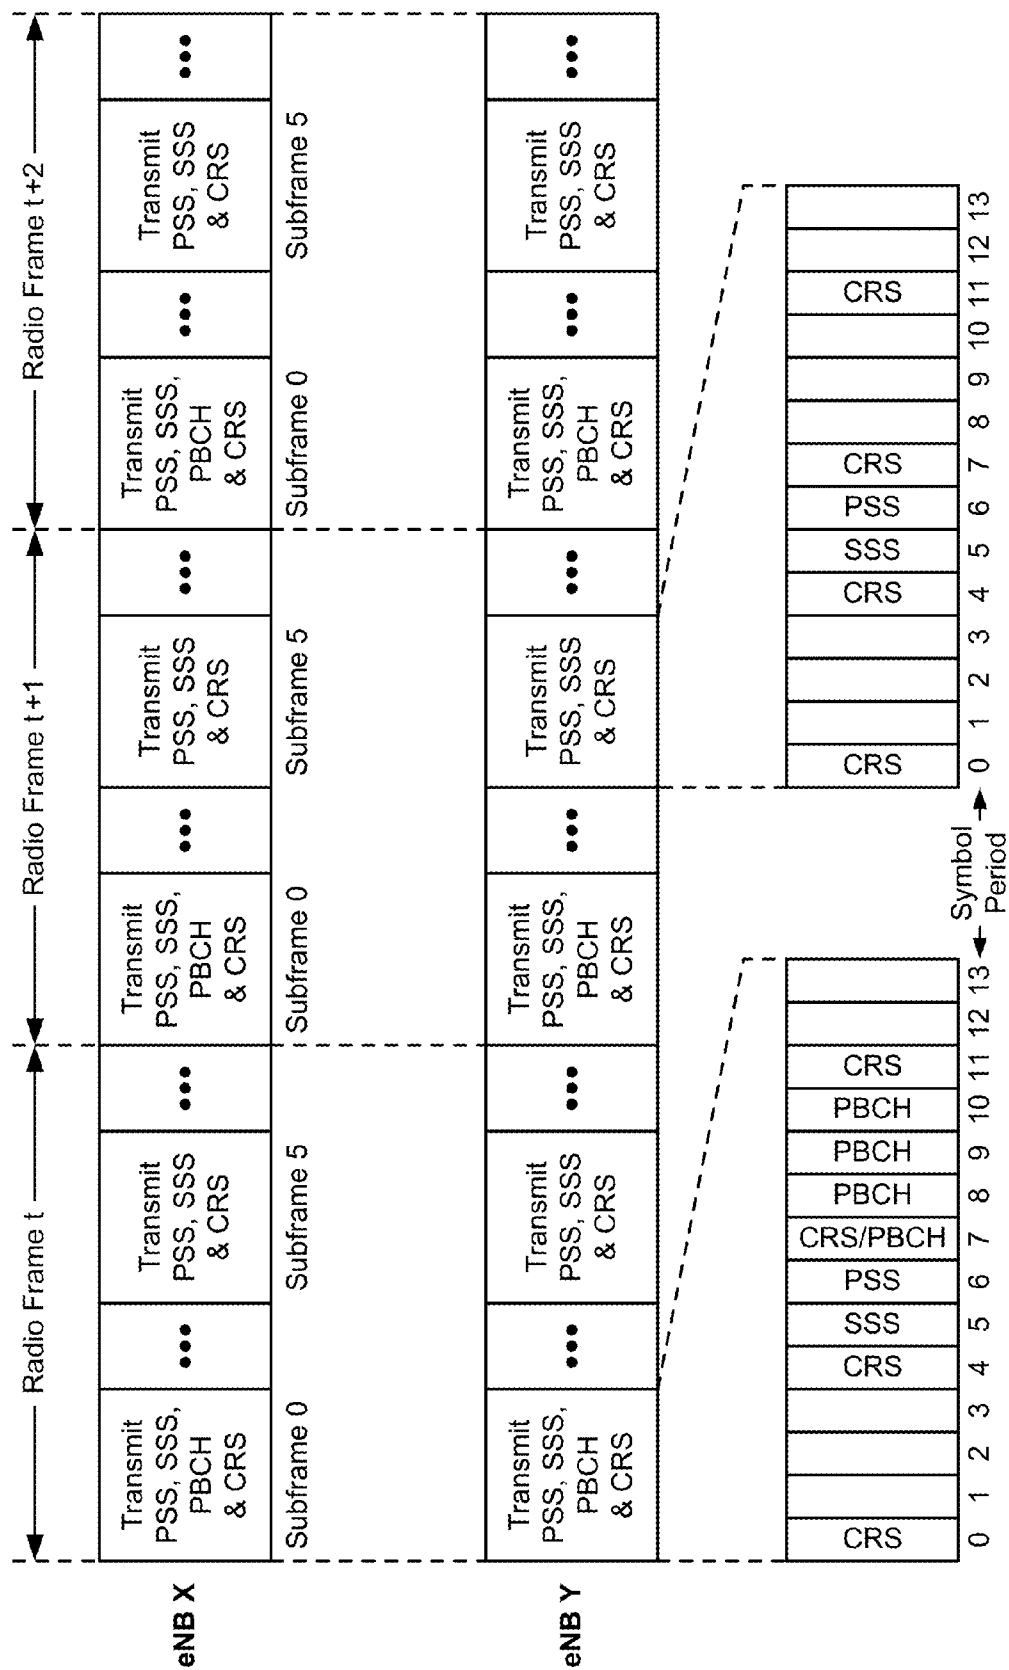 Radio Frame t
Radio Frame t+1
Radio Frame t+2
eNB X
Transmit
PSS, SSS,
PBCH
& CRS
•••
Transmit
PSS, SSS
& CRS
•••
Transmit
PSS, SSS,
PBCH
& CRS
•••
Transmit
PSS, SSS
& CRS
•••
Transmit
PSS, SSS,
PBCH
& CRS
•••
Transmit
PSS, SSS
& CRS
•••
Subframe 0
Subframe 5
Subframe 0
Subframe 5
Subframe 0
Subframe 5
eNB Y
Transmit
PSS, SSS,
PBCH
& CRS
•••
Transmit
PSS, SSS
& CRS
•••
Transmit
PSS, SSS,
PBCH
& CRS
•••
Transmit
PSS, SSS
& CRS
•••
Transmit
PSS, SSS,
PBCH
& CRS
•••
Transmit
PSS, SSS
& CRS
•••
CRS
CRS
SSS
PSS
CRS/PBCH
PBCH
PBCH
PBCH
CRS
0 1 2 3 4 5 6 7 8 9 10 11 12 13
Symbol
Period
CRS
CRS
SSS
PSS
CRS
CRS
0 1 2 3 4 5 6 7 8 9 10 11 12 13